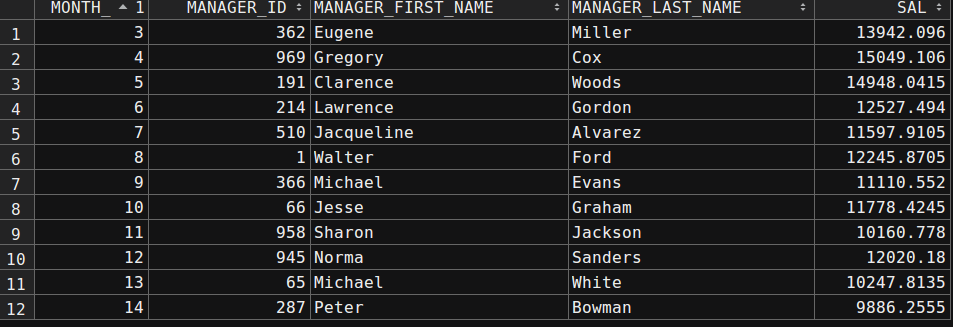 MONTH_ 1 MANAGER_ID MANAGER_FIRST_NAME MANAGER_LAST_NAME SAL
1 3 362 Eugene Miller 13942.096
2 4 969 Gregory Cox 15049.106
3 5 191 Clarence Woods 14948.0415
4 6 214 Lawrence Gordon 12527.494
5 7 510 Jacqueline Alvarez 11597.9105
6 8 1 Walter Ford 12245.8705
7 9 366 Michael Evans 11110.552
8 10 66 Jesse Graham 11778.4245
9 11 958 Sharon Jackson 10160.778
10 12 945 Norma Sanders 12020.18
11 13 65 Michael White 10247.8135
12 14 287 Peter Bowman 9886.2555